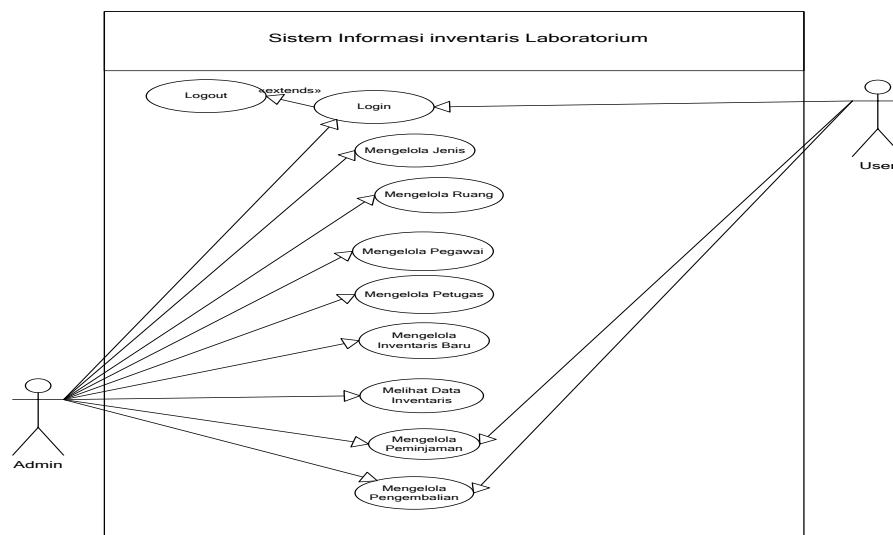 Sistem Informasi inventaris Laboratorium
Logout
«extends»
Login
Mengelola Jenis
Mengelola Ruang
Mengelola Pegawai
Mengelola Petugas
Mengelola
Inventaris Baru
Melihat Data
Inventaris
Mengelola
Peminjaman
Mengelola
Pengembalian
Admin
User